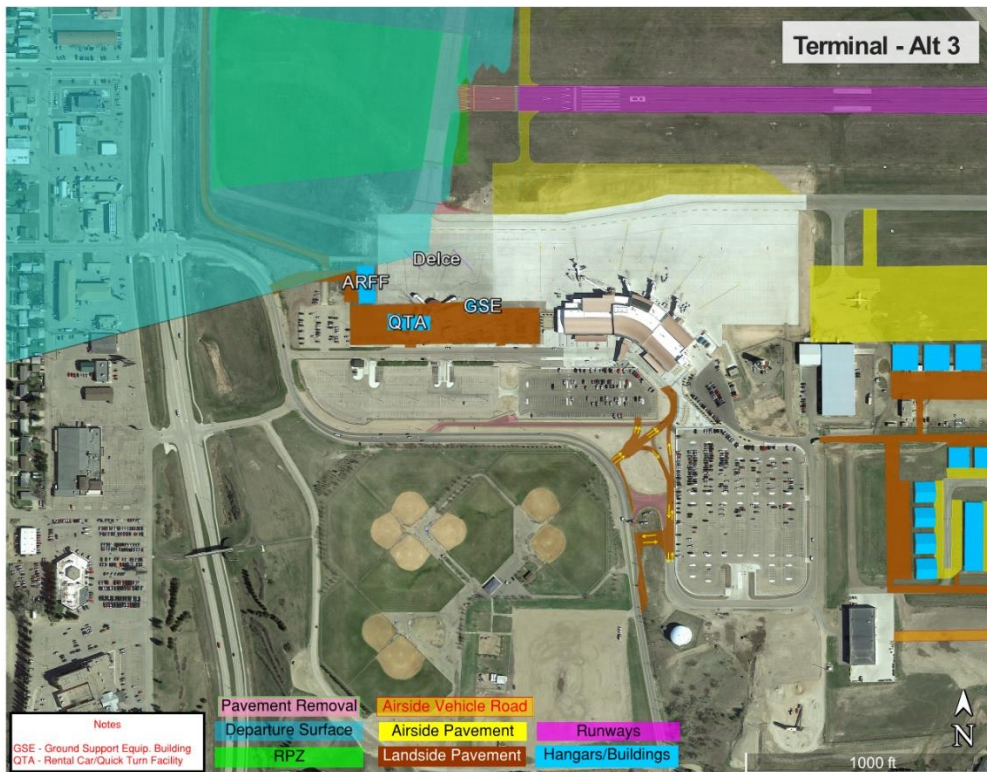 Terminal - Alt 3
Deice
ARFF
GSE
QTA
Notes
GSE - Ground Support Equip. Building
QTA - Rental Car/Quick Turn Facility
Pavement Removal
Airside Vehicle Road
Departure Surface
Airside Pavement
Runways
RPZ
Landside Pavement
Hangars/Buildings
N
1000 ft